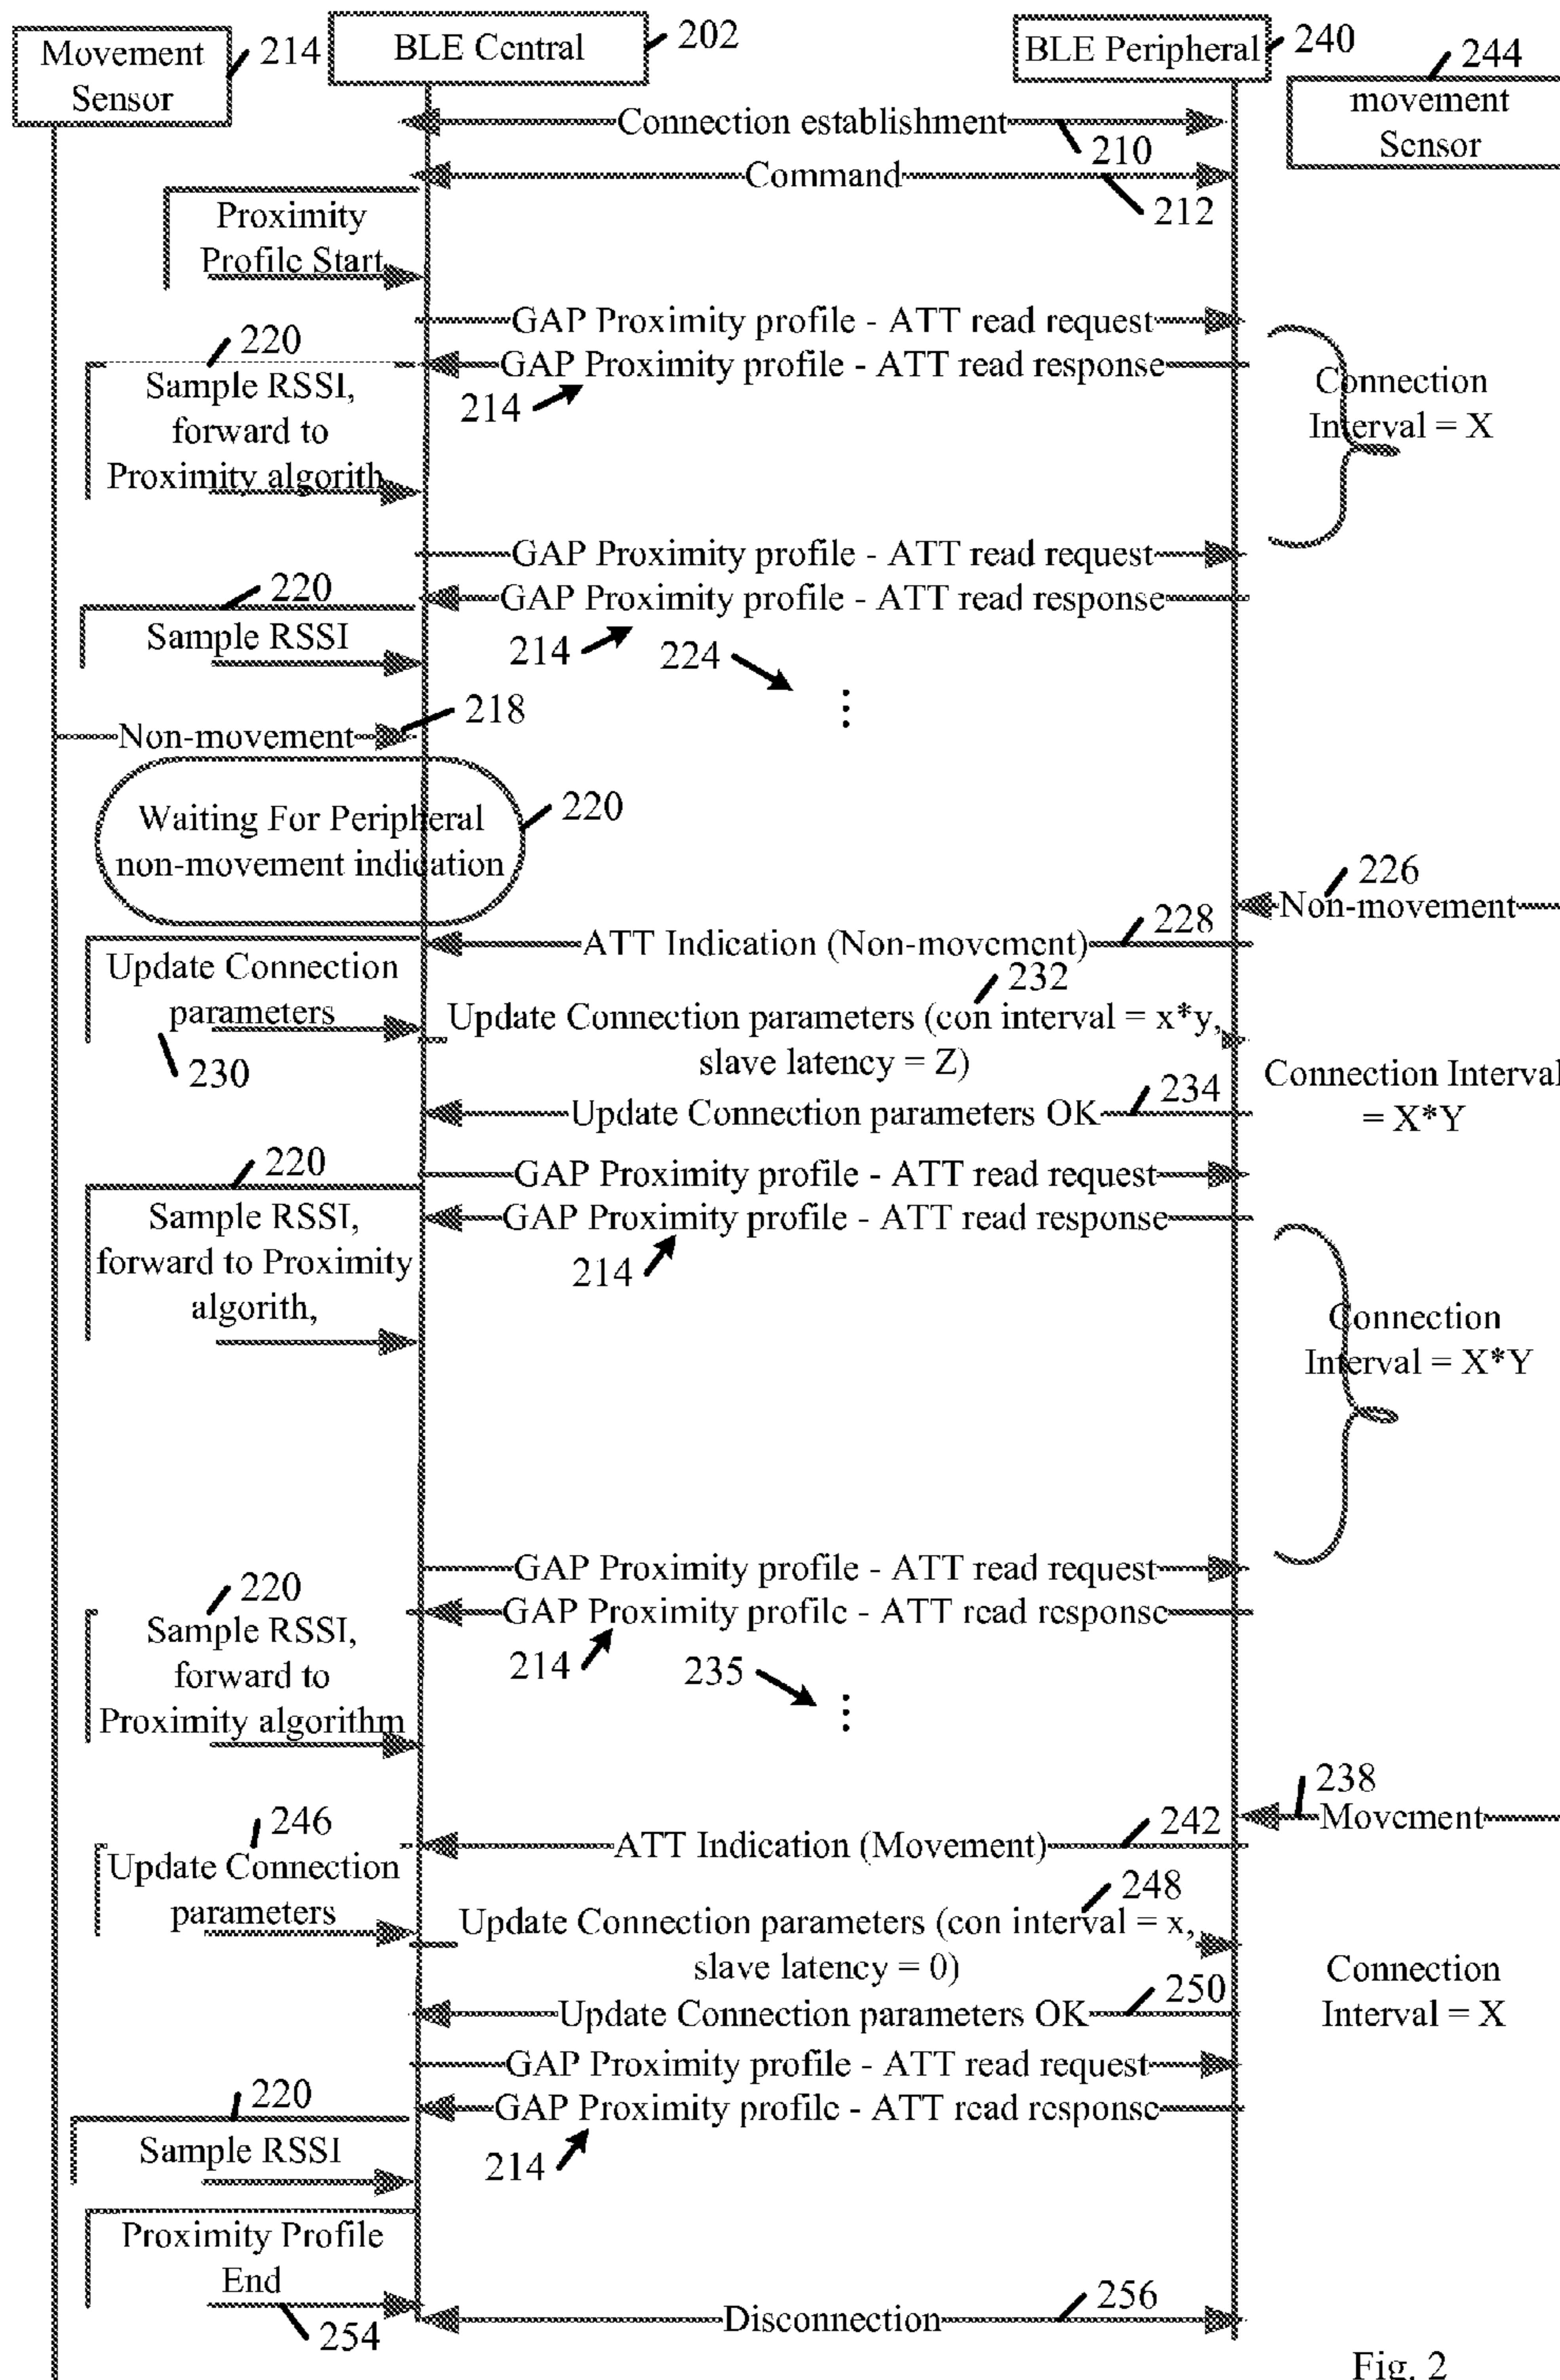 Movement
Sensor
214
BLE Central
202
BLE Peripheral
240
244
movement
Sensor
Connection establishment
210
Command
212
Proximity
Profile Start
GAP Proximity profile - ATT read request
220
GAP Proximity profile - ATT read response
Sample RSSI,
forward to
Proximity algorith
214
Connection
Interval = X
GAP Proximity profile - ATT read request
220
GAP Proximity profile - ATT read response
Sample RSSI
214
224
⋮
218
Non-movement
Waiting For Peripheral
non-movement indication
220
226
Non-movement
228
ATT Indication (Non-movement)
Update Connection
parameters
230
232
Update Connection parameters (con interval = x*y,
slave latency = Z)
Connection Interval
= X*Y
234
Update Connection parameters OK
220
GAP Proximity profile - ATT read request
GAP Proximity profile - ATT read response
Sample RSSI,
forward to Proximity
algorith,
214
Connection
Interval = X*Y
GAP Proximity profile - ATT read request
220
GAP Proximity profile - ATT read response
Sample RSSI,
forward to
Proximity algorithm
214
235
⋮
238
Movement
246
242
ATT Indication (Movement)
Update Connection
parameters
248
Update Connection parameters (con interval = x,
slave latency = 0)
Connection
Interval = X
250
Update Connection parameters OK
GAP Proximity profile - ATT read request
220
GAP Proximity profile - ATT read response
Sample RSSI
214
Proximity Profile
End
254
256
Disconnection
Fig. 2